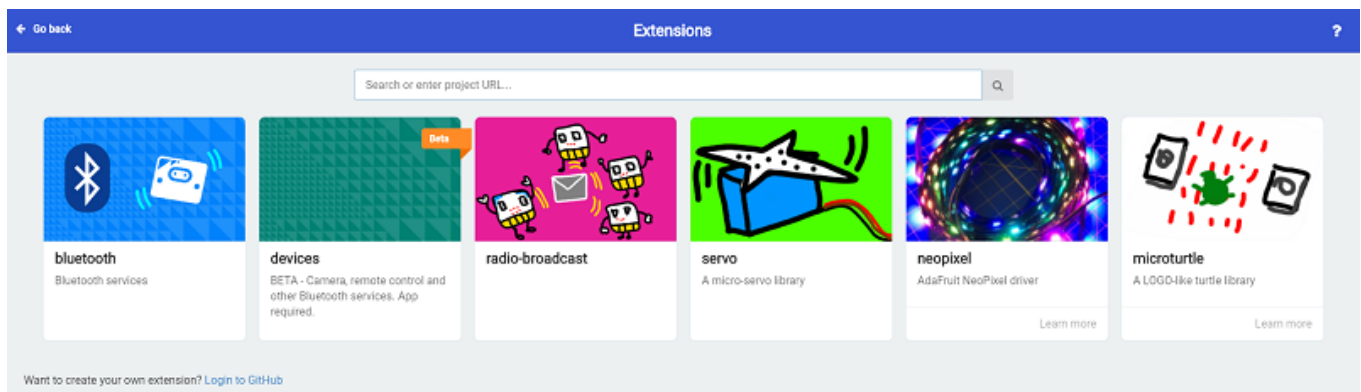 Go back
Extensions
?
Search or enter project URL...
Beta
bluetooth
Bluetooth services
devices
BETA - Camera, remote control and
other Bluetooth services. App
required.
radio-broadcast
servo
A micro-servo library
neopixel
AdaFruit NeoPixel driver
Learn more
microturtle
A LOGO-like turtle library
Learn more
Want to create your own extension? Login to GitHub